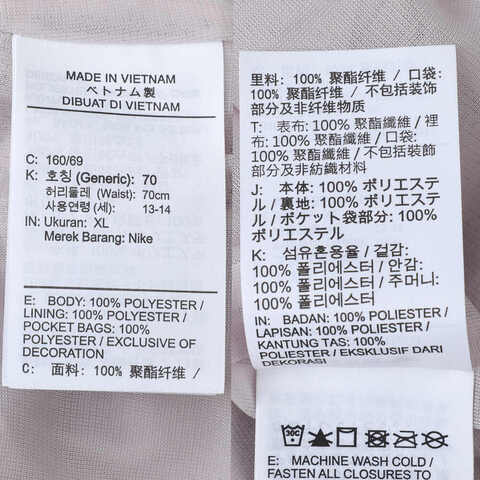 MADE IN VIETNAM
ベトナム製
DIBUAT DI VIETNAM
C: 160/69
K: 호칭 (Generic): 70
허리둘레 (Waist): 70cm
사용연령 (세): 13-14
IN: Ukuran: XL
Merek Barang: Nike
E: BODY: 100% POLYESTER /
LINING: 100% POLYESTER /
POCKET BAGS: 100%
POLYESTER / EXCLUSIVE OF
DECORATION
C: 面料: 100% 聚酯纤维 /
里料: 100% 聚酯纤维 / 口袋:
100% 聚酯纤维 / 不包括装饰
部分及非纤维物质
T: 表布: 100% 聚酯纖維 / 裡
布: 100% 聚酯纖維 / 口袋:
100% 聚酯纖維 / 不包括裝飾
部分及非紡織材料
J: 本体: 100% ポリエステ
ル / 裏地: 100% ポリエステ
ル / ポケット袋部分: 100%
ポリエステル
K: 섬유혼용율 / 겉감:
100% 폴리에스터 / 안감:
100% 폴리에스터 / 주머니:
100% 폴리에스터
IN: BADAN: 100% POLIESTER /
LAPISAN: 100% POLIESTER /
KANTUNG TAS: 100%
POLIESTER / EKSKLUSIF DARI
DEKORASI
30C
E: MACHINE WASH COLD /
FASTEN ALL CLOSURES TO